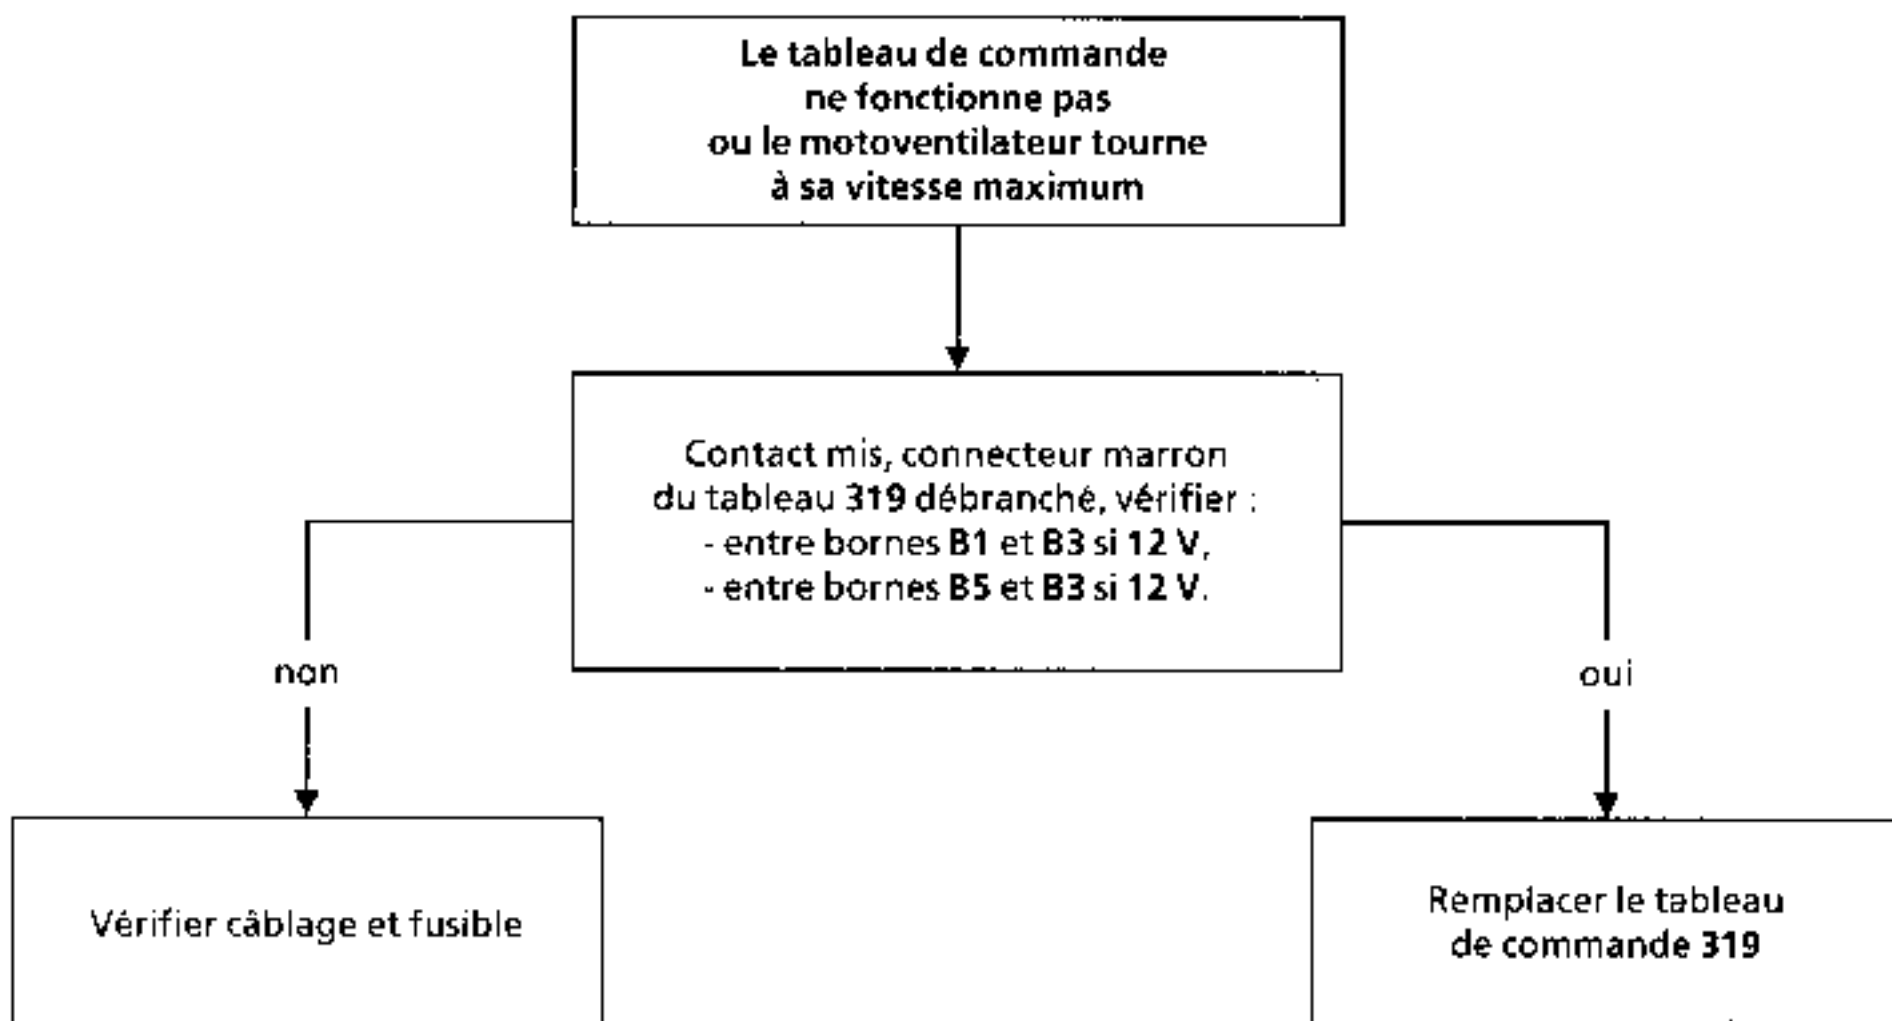 Le tableau de commande
ne fonctionne pas
ou le motoventilateur tourne
à sa vitesse maximum
Contact mis, connecteur marron
du tableau 319 débranché, vérifier :
- entre bornes B1 et B3 si 12 V,
- entre bornes B5 et B3 si 12 V.
non
oui
Vérifier câblage et fusible
Remplacer le tableau
de commande 319